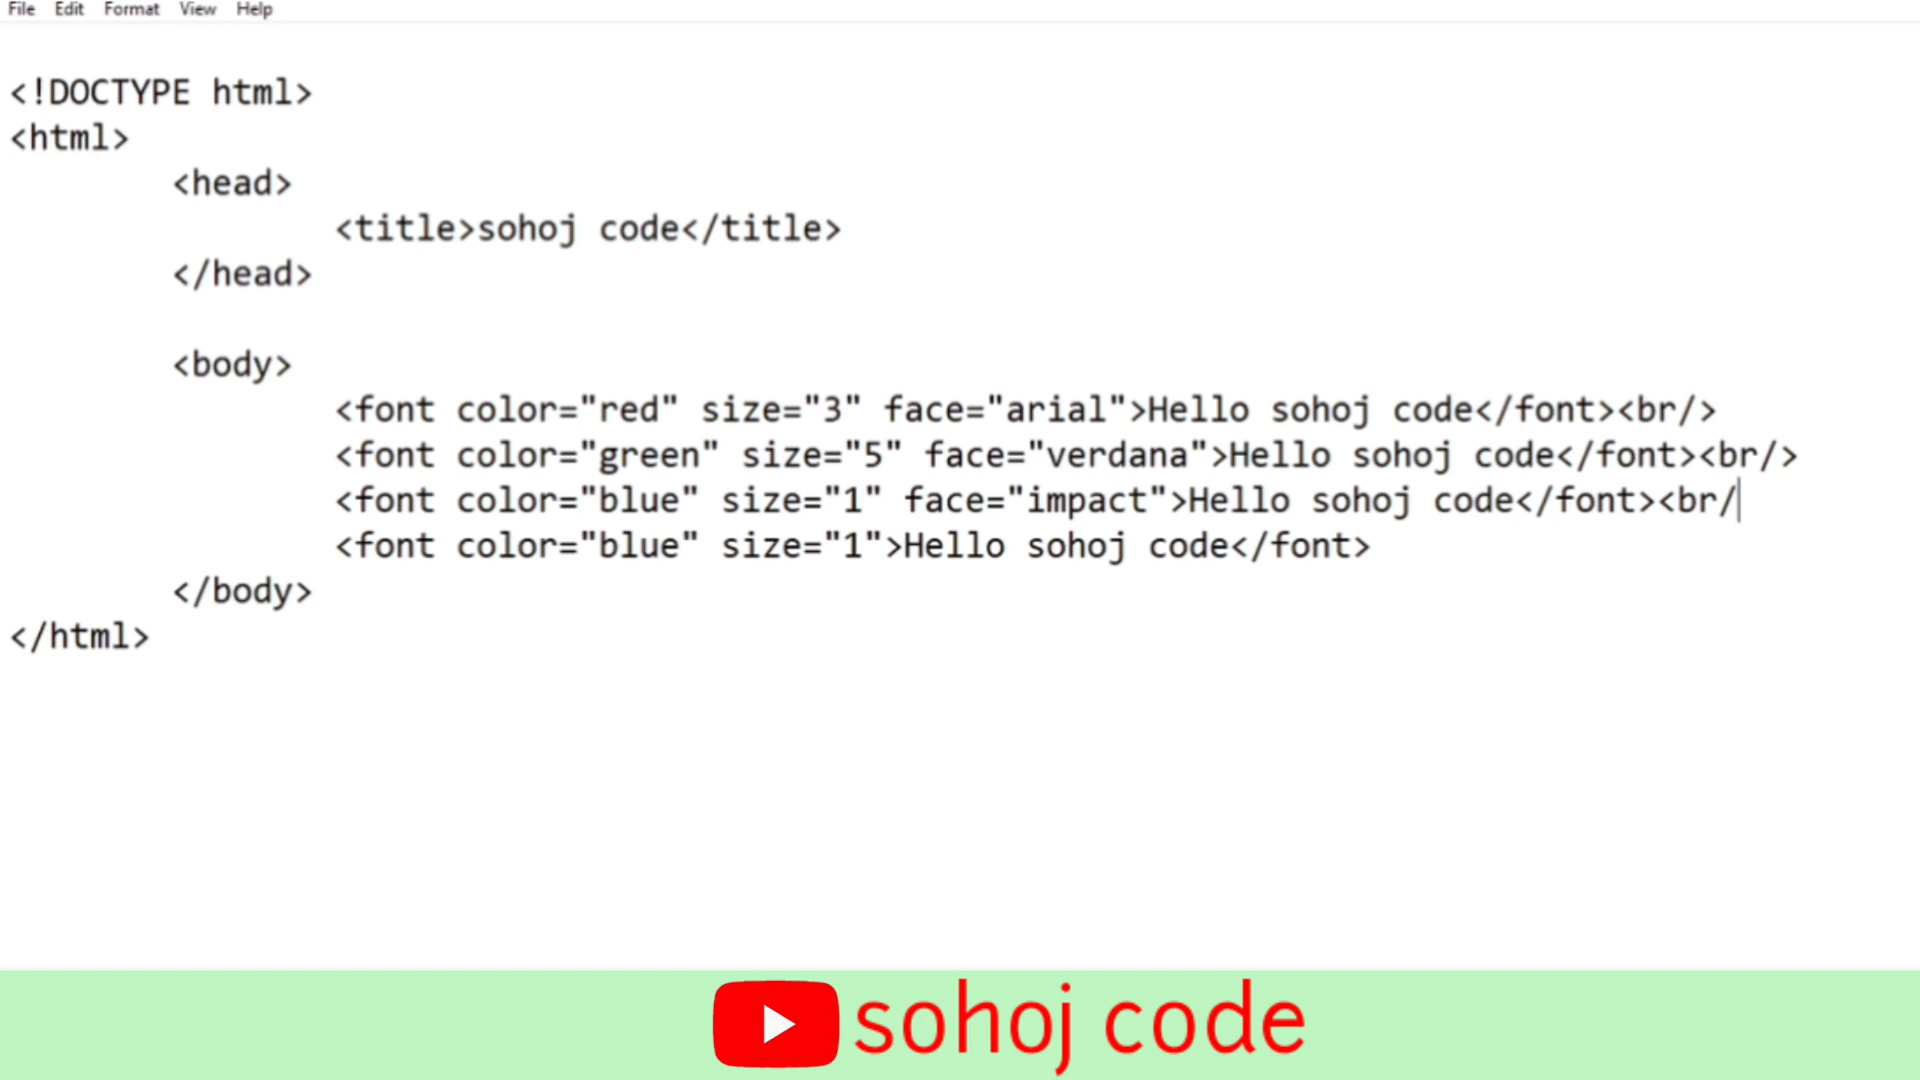 File Edit Format View Help
<!DOCTYPE html>
<html>
<head>
<title>sohoj code</title>
</head>
<body>
<font color="red" size="3" face="arial">Hello sohoj code</font><br/>
<font color="green" size="5" face="verdana">Hello sohoj code</font><br/>
<font color="blue" size="1" face="impact">Hello sohoj code</font><br/
<font color="blue" size="1">Hello sohoj code</font>
</body>
</html>
sohoj code